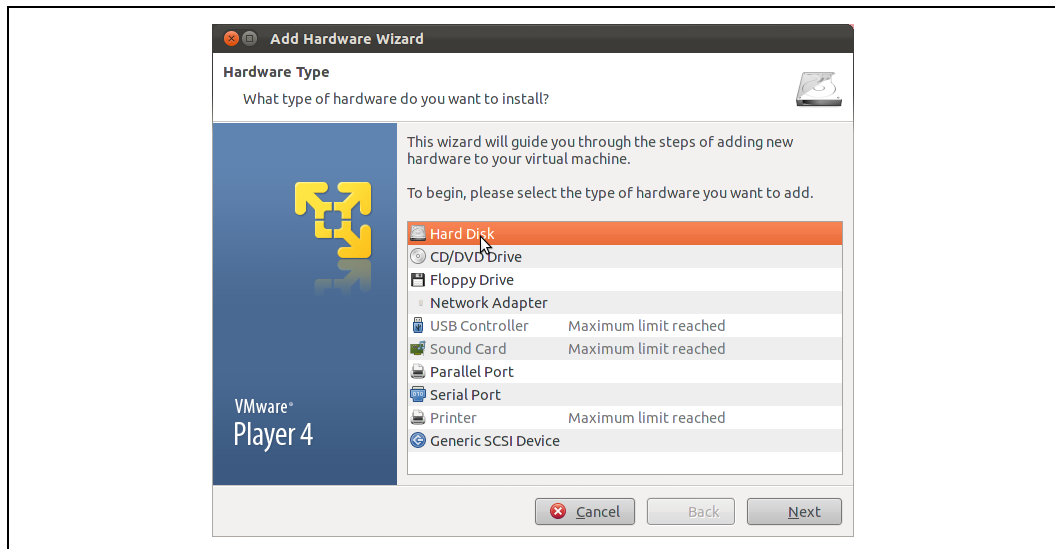 Add Hardware Wizard
Hardware Type
What type of hardware do you want to install?
This wizard will guide you through the steps of adding new
hardware to your virtual machine.
To begin, please select the type of hardware you want to add.
Hard Disk
CD/DVD Drive
Floppy Drive
Network Adapter
USB Controller Maximum limit reached
Sound Card Maximum limit reached
Parallel Port
Serial Port
Printer Maximum limit reached
Generic SCSI Device
VMware®
Player 4
Cancel Back Next